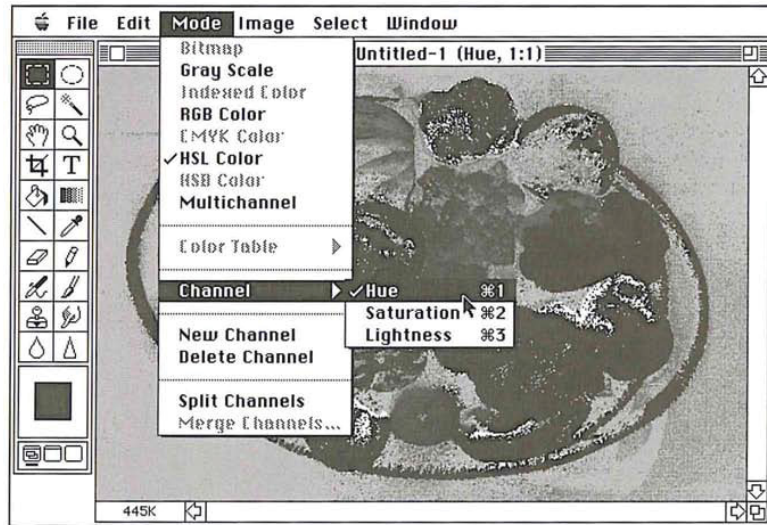 File Edit Mode Image Select Window
Untitled-1 (Hue, 1:1)
Bitmap
Gray Scale
Indexed Color
RGB Color
CMYK Color
✓HSL Color
HSB Color
Multichannel
Color Table
Channel
✓Hue ⌘1
Saturation ⌘2
Lightness ⌘3
New Channel
Delete Channel
Split Channels
Merge Channels...
T
445K